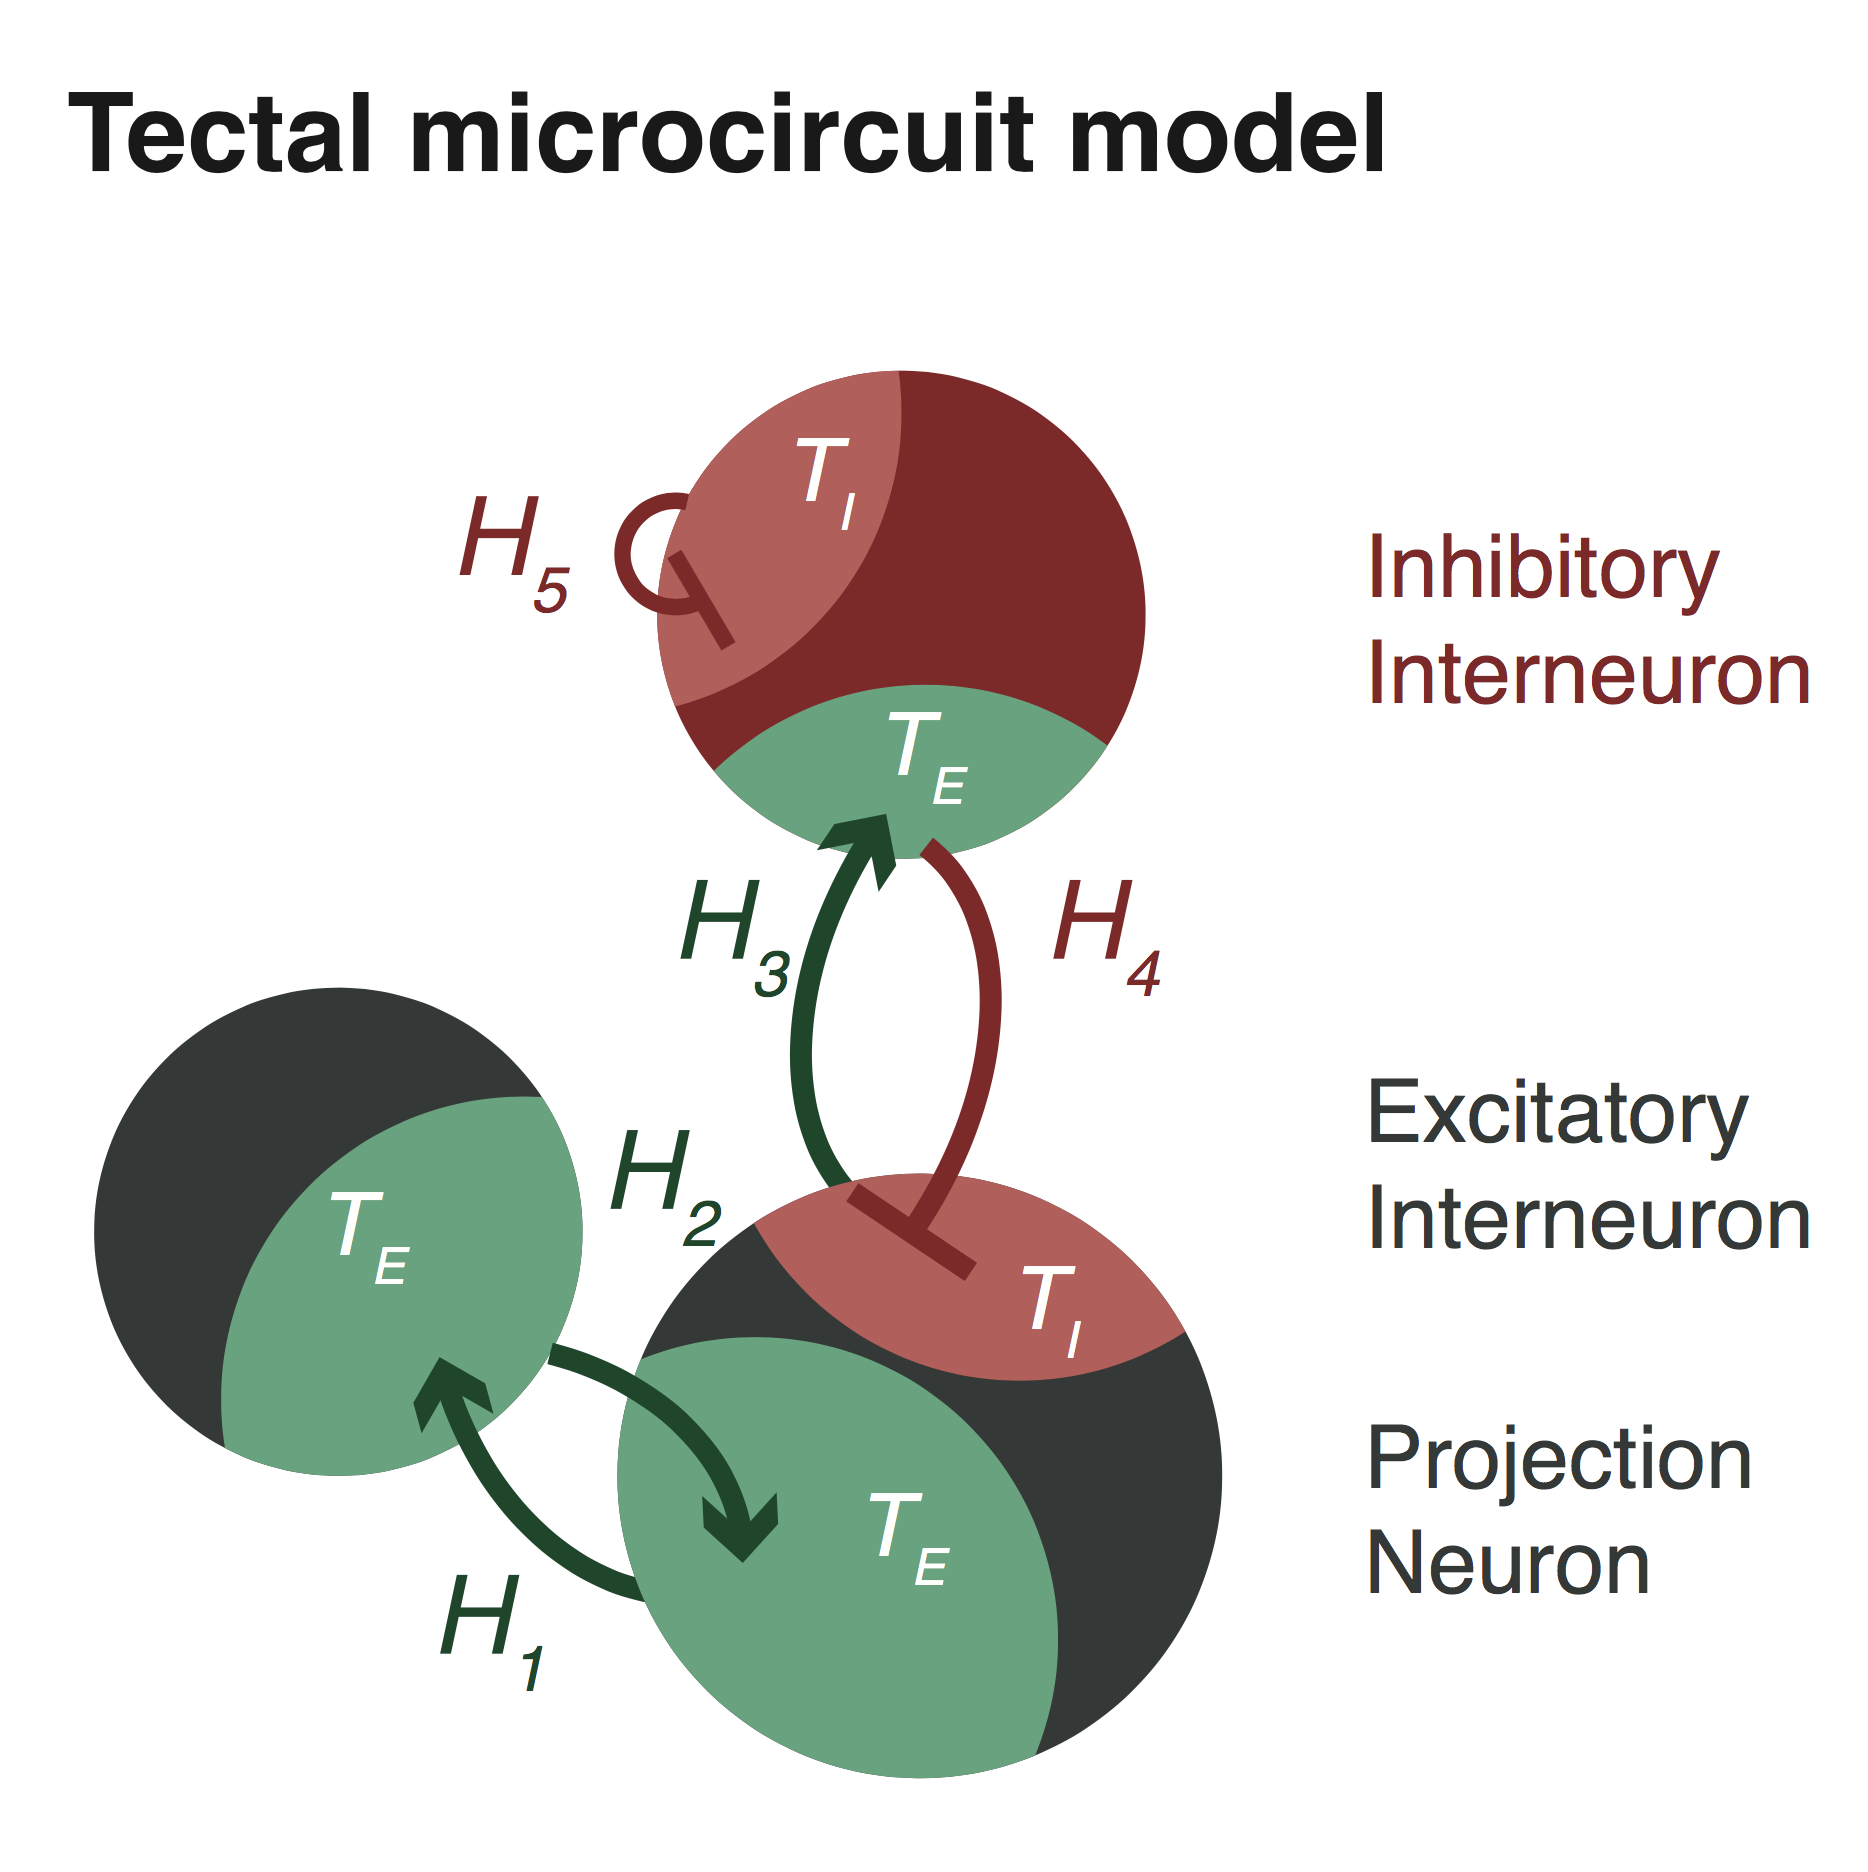 Tectal microcircuit model
T_I
H_5
Inhibitory
Interneuron
T_E
H_3
H_4
Excitatory
Interneuron
H_2
T_E
T_I
Projection
Neuron
T_E
H_1